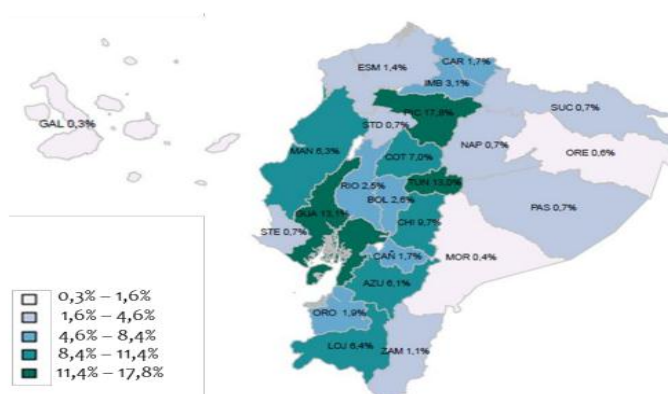 ESM 1,4%
CAR 1,7%
IMB 3,1%
GAL 0,3%
PIC 17,8%
SUC 0,7%
STD 0,7%
NAP 0,7%
ORE 0,6%
MAN 6,3%
COT 7,0%
TUN 13,0%
RIO 2,5%
BOL 2,6%
PAS 0,7%
GUA 13,1%
CHI 9,7%
STE 0,7%
CAÑ 1,7%
MOR 0,4%
AZU 6,1%
ORO 1,9%
LOJ 6,4%
ZAM 1,1%
0,3% – 1,6%
1,6% – 4,6%
4,6% – 8,4%
8,4% – 11,4%
11,4% – 17,8%